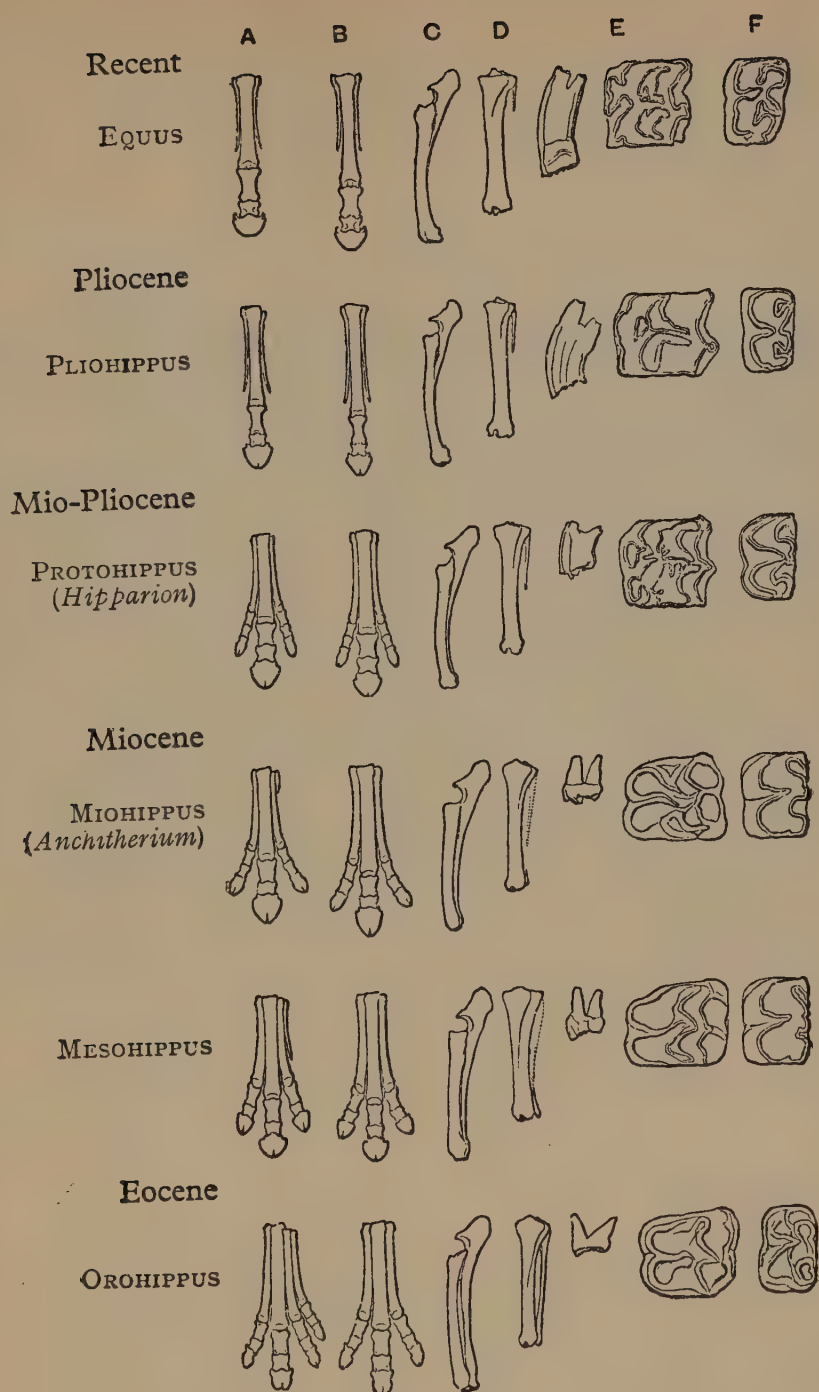 A B C D E F
Recent
EQUUS
Pliocene
PLIOHIPPUS
Mio-Pliocene
PROTOHIPPUS
(Hipparion)
Miocene
MIOHIPPUS
(Anchitherium)
MESOHIPPUS
Eocene
OROHIPPUS